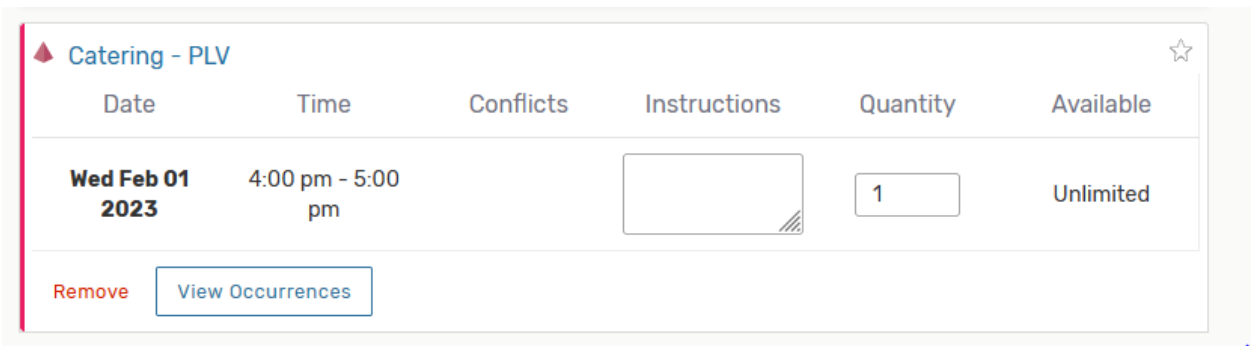 Catering - PLV
Date Time Conflicts Instructions Quantity Available
Wed Feb 01 4:00 pm - 5:00 1 Unlimited
2023 pm
Remove View Occurrences